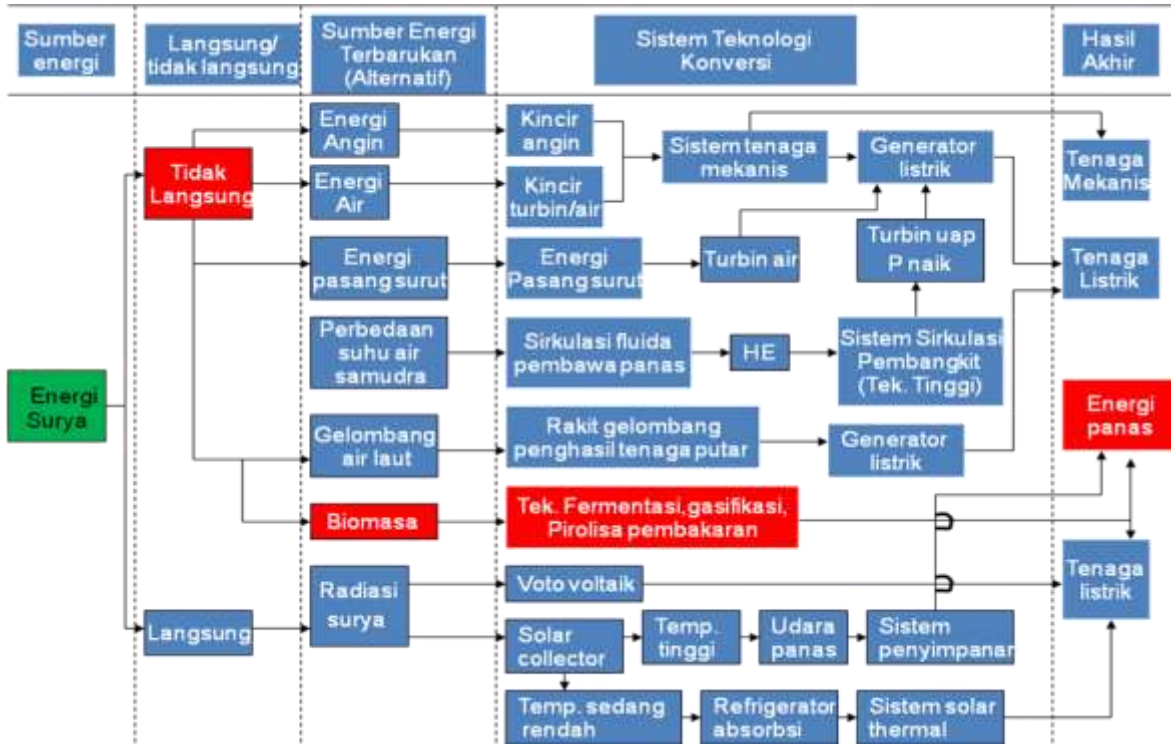 Sumber
energi
Langsung/
tidak langsung
Sumber Energi
Terbarukan
(Alternatif)
Sistem Teknologi
Konversi
Hasil
Akhir
Energi
Surya
Tidak
Langsung
Langsung
Energi
Angin
Energi
Air
Energi
pasang surut
Perbedaan
suhu air
samudra
Gelombang
air laut
Biomasa
Radiasi
surya
Kincir
angin
Kincir
turbin/air
Sistem tenaga
mekanis
Generator
listrik
Energi
Pasang surut
Turbin air
Turbin uap
P naik
Sirkulasi fluida
pembawa panas
HE
Sistem Sirkulasi
Pembangkit
(Tek. Tinggi)
Rakit gelombang
penghasil tenaga putar
Generator
listrik
Tek. Fermentasi,gasifikasi,
Pirolisa pembakaran
Voto voltaik
Solar
collector
Temp.
tinggi
Udara
panas
Sistem
penyimpanar
Temp. sedang
rendah
Refrigerator
absorbsi
Sistem solar
thermal
Tenaga
Mekanis
Tenaga
Listrik
Energi
panas
Tenaga
listrik